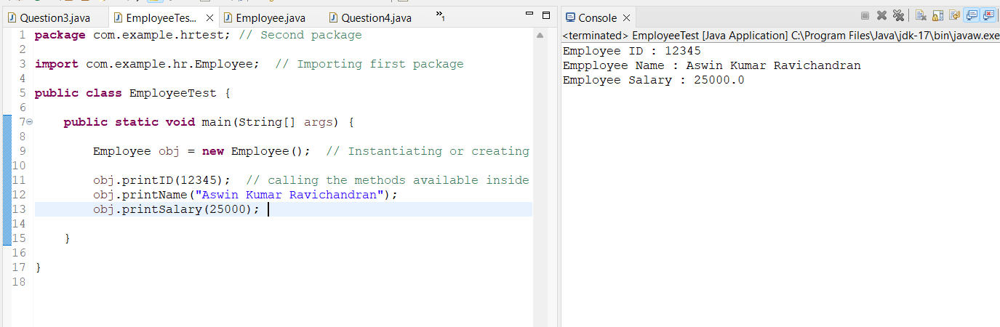 Question3.java EmployeeTes... Employee.java Question4.java »1
1 package com.example.hrtest; // Second package
2
3 import com.example.hr.Employee;  // Importing first package
4
5 public class EmployeeTest {
6
7     public static void main(String[] args) {
8
9         Employee obj = new Employee();  // Instantiating or creating
10
11         obj.printID(12345);  // calling the methods available inside
12         obj.printName("Aswin Kumar Ravichandran");
13         obj.printSalary(25000);
14
15     }
16
17 }
18
Console
<terminated> EmployeeTest [Java Application] C:\Program Files\Java\jdk-17\bin\javaw.exe
Employee ID : 12345
Empployee Name : Aswin Kumar Ravichandran
Employee Salary : 25000.0